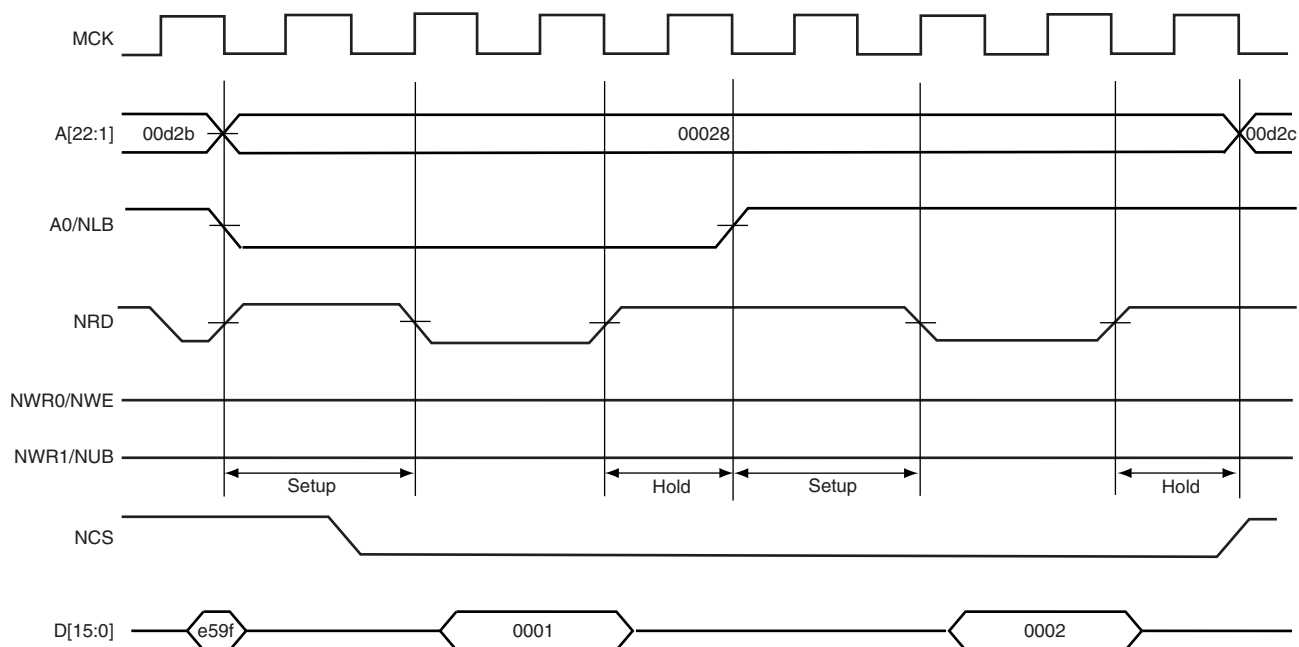 MCK
A[22:1] 00d2b 00028 00d2c
A0/NLB
NRD
NWR0/NWE
NWR1/NUB
Setup Hold Setup Hold
NCS
D[15:0] e59f 0001 0002